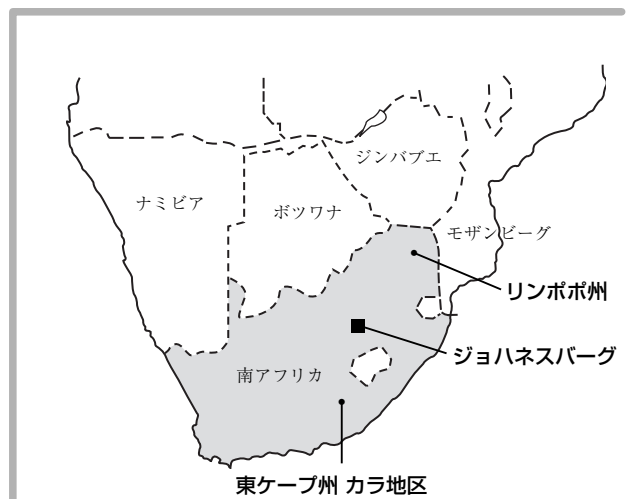 ジンバブエ
ナミビア
ボツワナ
モザンビーグ
リンポポ州
ジョハネスバーグ
南アフリカ
東ケープ州 カラ地区